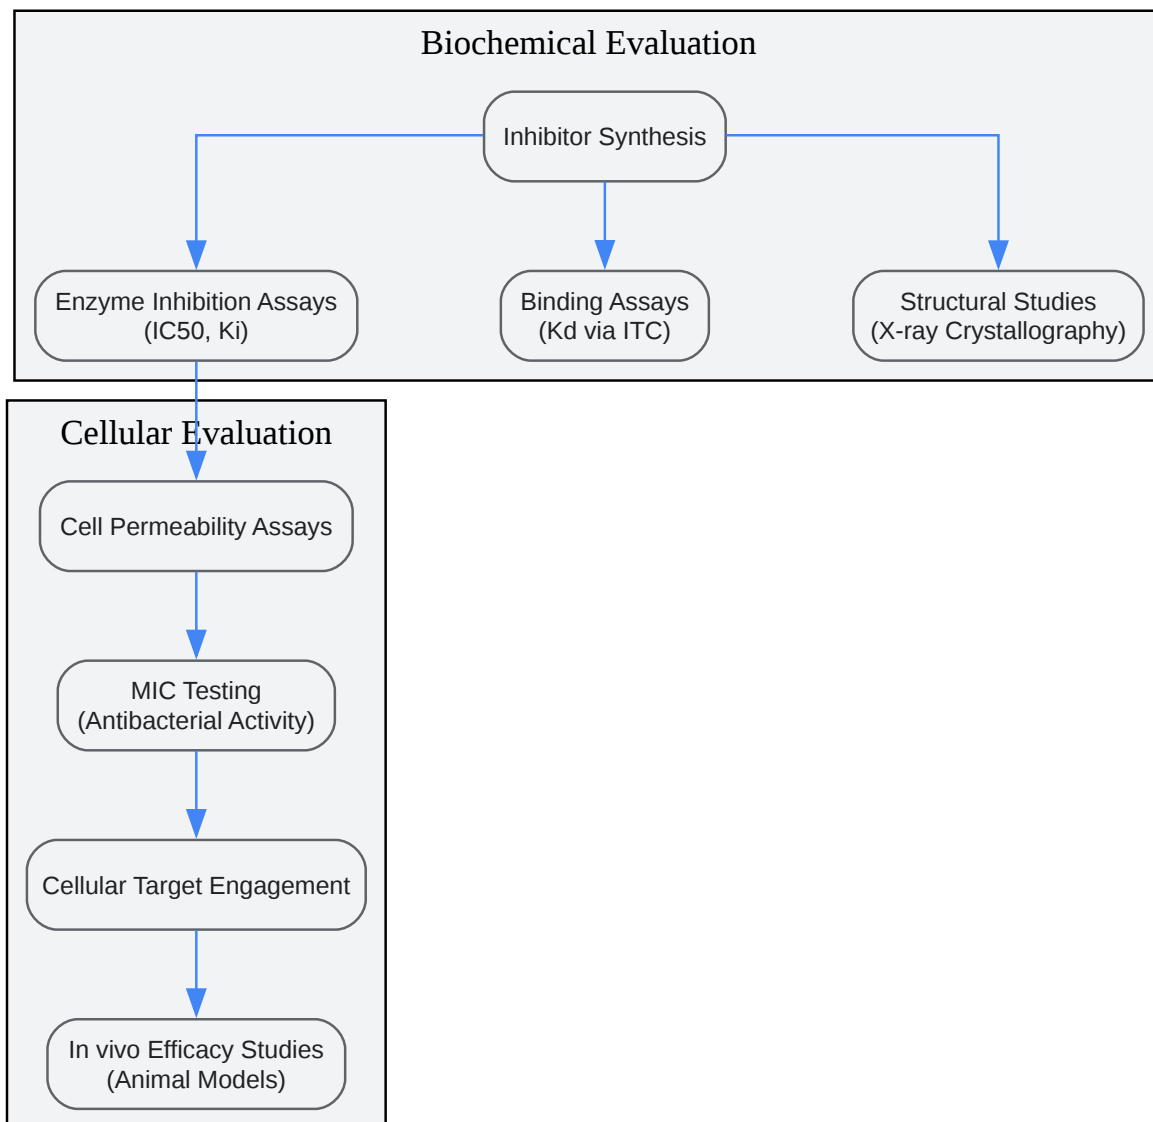 Biochemical Evaluation
Inhibitor Synthesis
Enzyme Inhibition Assays
(IC50, Ki)
Binding Assays
(Kd via ITC)
Structural Studies
(X-ray Crystallography)
Cellular Evaluation
Cell Permeability Assays
MIC Testing
(Antibacterial Activity)
Cellular Target Engagement
In vivo Efficacy Studies
(Animal Models)